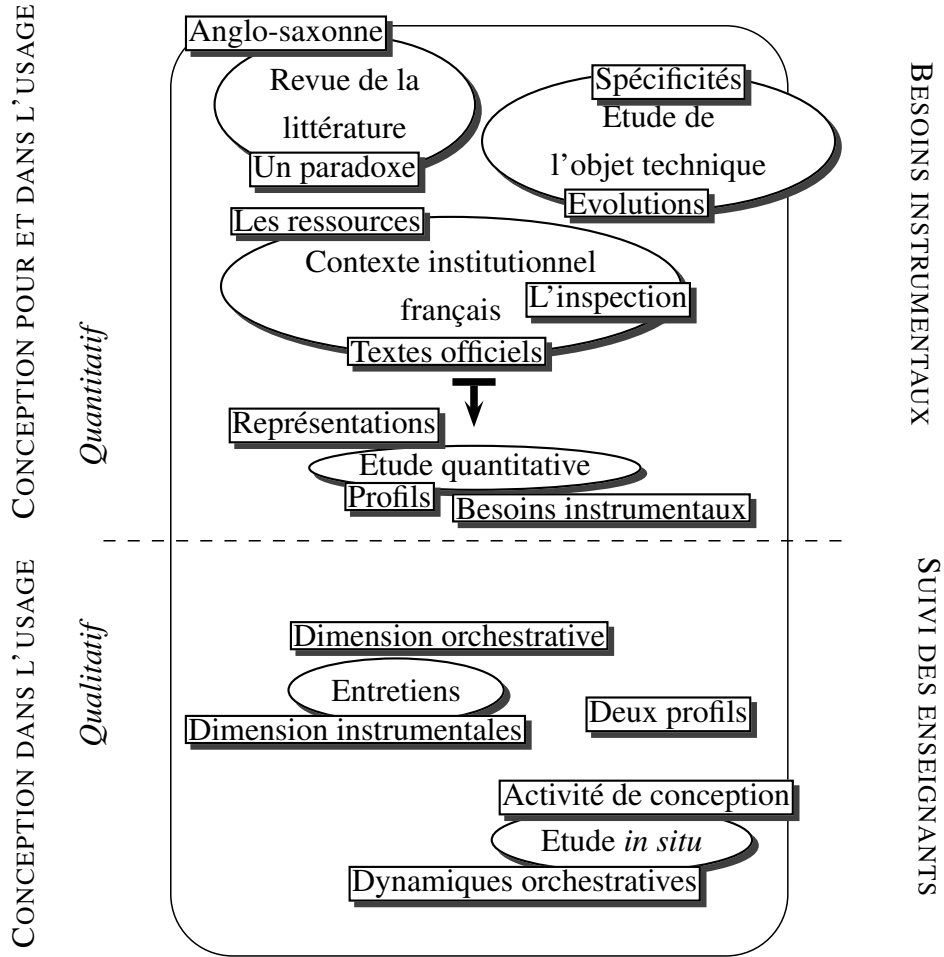 Anglo-saxonne
Revue de la
littérature
Un paradoxe
Spécificités
Etude de
l'objet technique
Evolutions
Les ressources
Contexte institutionnel
français
L'inspection
Textes officiels
Représentations
Etude quantitative
Profils
Besoins instrumentaux
Dimension orchestrative
Entretiens
Dimension instrumentales
Deux profils
Activité de conception
Etude in situ
Dynamiques orchestratives
CONCEPTION POUR ET DANS L'USAGE
Quantitatif
BESOINS INSTRUMENTAUX
CONCEPTION DANS L'USAGE
Qualitatif
SUIVI DES ENSEIGNANTS